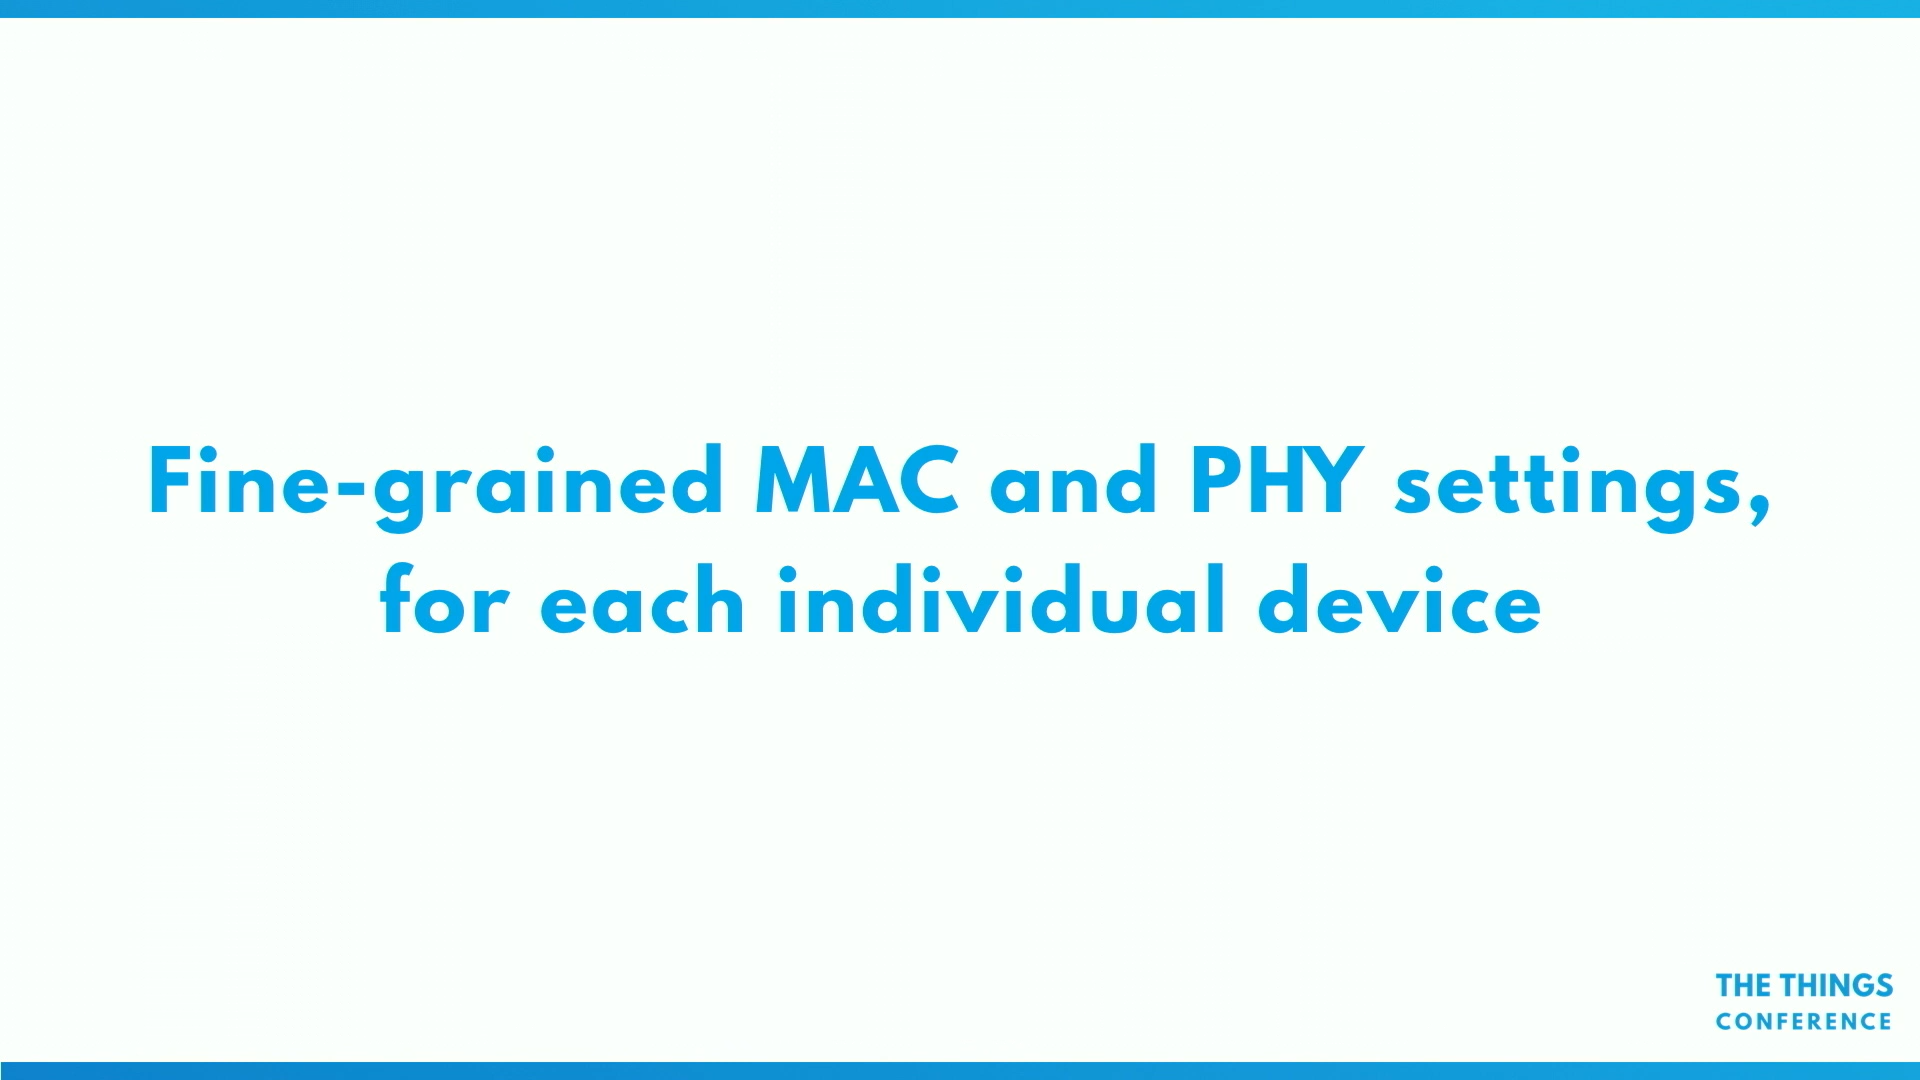 Fine-grained MAC and PHY settings,
for each individual device
THE THINGS
CONFERENCE